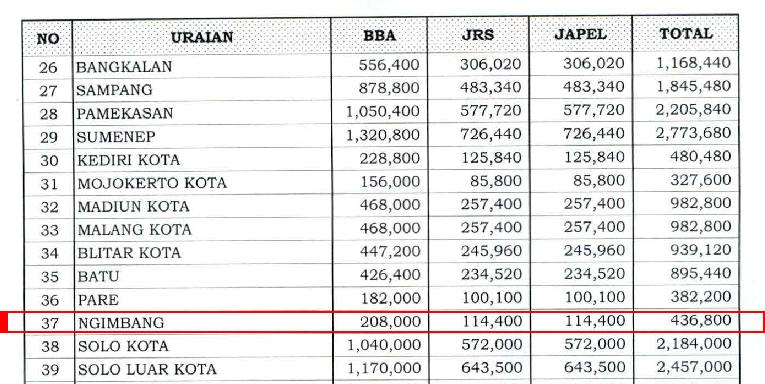 NO URAIAN BBA JRS JAPEL TOTAL
26 BANGKALAN 556,400 306,020 306,020 1,168,440
27 SAMPANG 878,800 483,340 483,340 1,845,480
28 PAMEKASAN 1,050,400 577,720 577,720 2,205,840
29 SUMENEP 1,320,800 726,440 726,440 2,773,680
30 KEDIRI KOTA 228,800 125,840 125,840 480,480
31 MOJOKERTO KOTA 156,000 85,800 85,800 327,600
32 MADIUN KOTA 468,000 257,400 257,400 982,800
33 MALANG KOTA 468,000 257,400 257,400 982,800
34 BLITAR KOTA 447,200 245,960 245,960 939,120
35 BATU 426,400 234,520 234,520 895,440
36 PARE 182,000 100,100 100,100 382,200
37 NGIMBANG 208,000 114,400 114,400 436,800
38 SOLO KOTA 1,040,000 572,000 572,000 2,184,000
39 SOLO LUAR KOTA 1,170,000 643,500 643,500 2,457,000